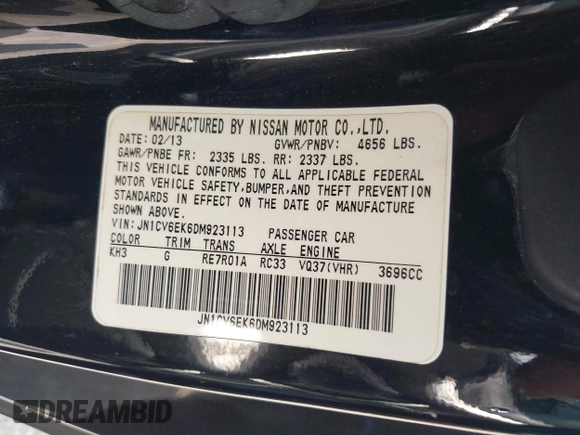 MANUFACTURED BY NISSAN MOTOR CO.,LTD.
DATE: 02/13 GVWR/PNBV: 4656 LBS.
GAWR/PNBE FR: 2335 LBS. RR: 2337 LBS.
THIS VEHICLE CONFORMS TO ALL APPLICABLE FEDERAL
MOTOR VEHICLE SAFETY,BUMPER,AND THEFT PREVENTION
STANDARDS IN EFFECT ON THE DATE OF MANUFACTURE
SHOWN ABOVE.
VIN: JN1CV6EK6DM923113 PASSENGER CAR
COLOR TRIM TRANS AXLE ENGINE
KH3 G RE7R01A RC33 VQ37(VHR) 3696CC
JN1CV6EK6DM923113
DREAMBID